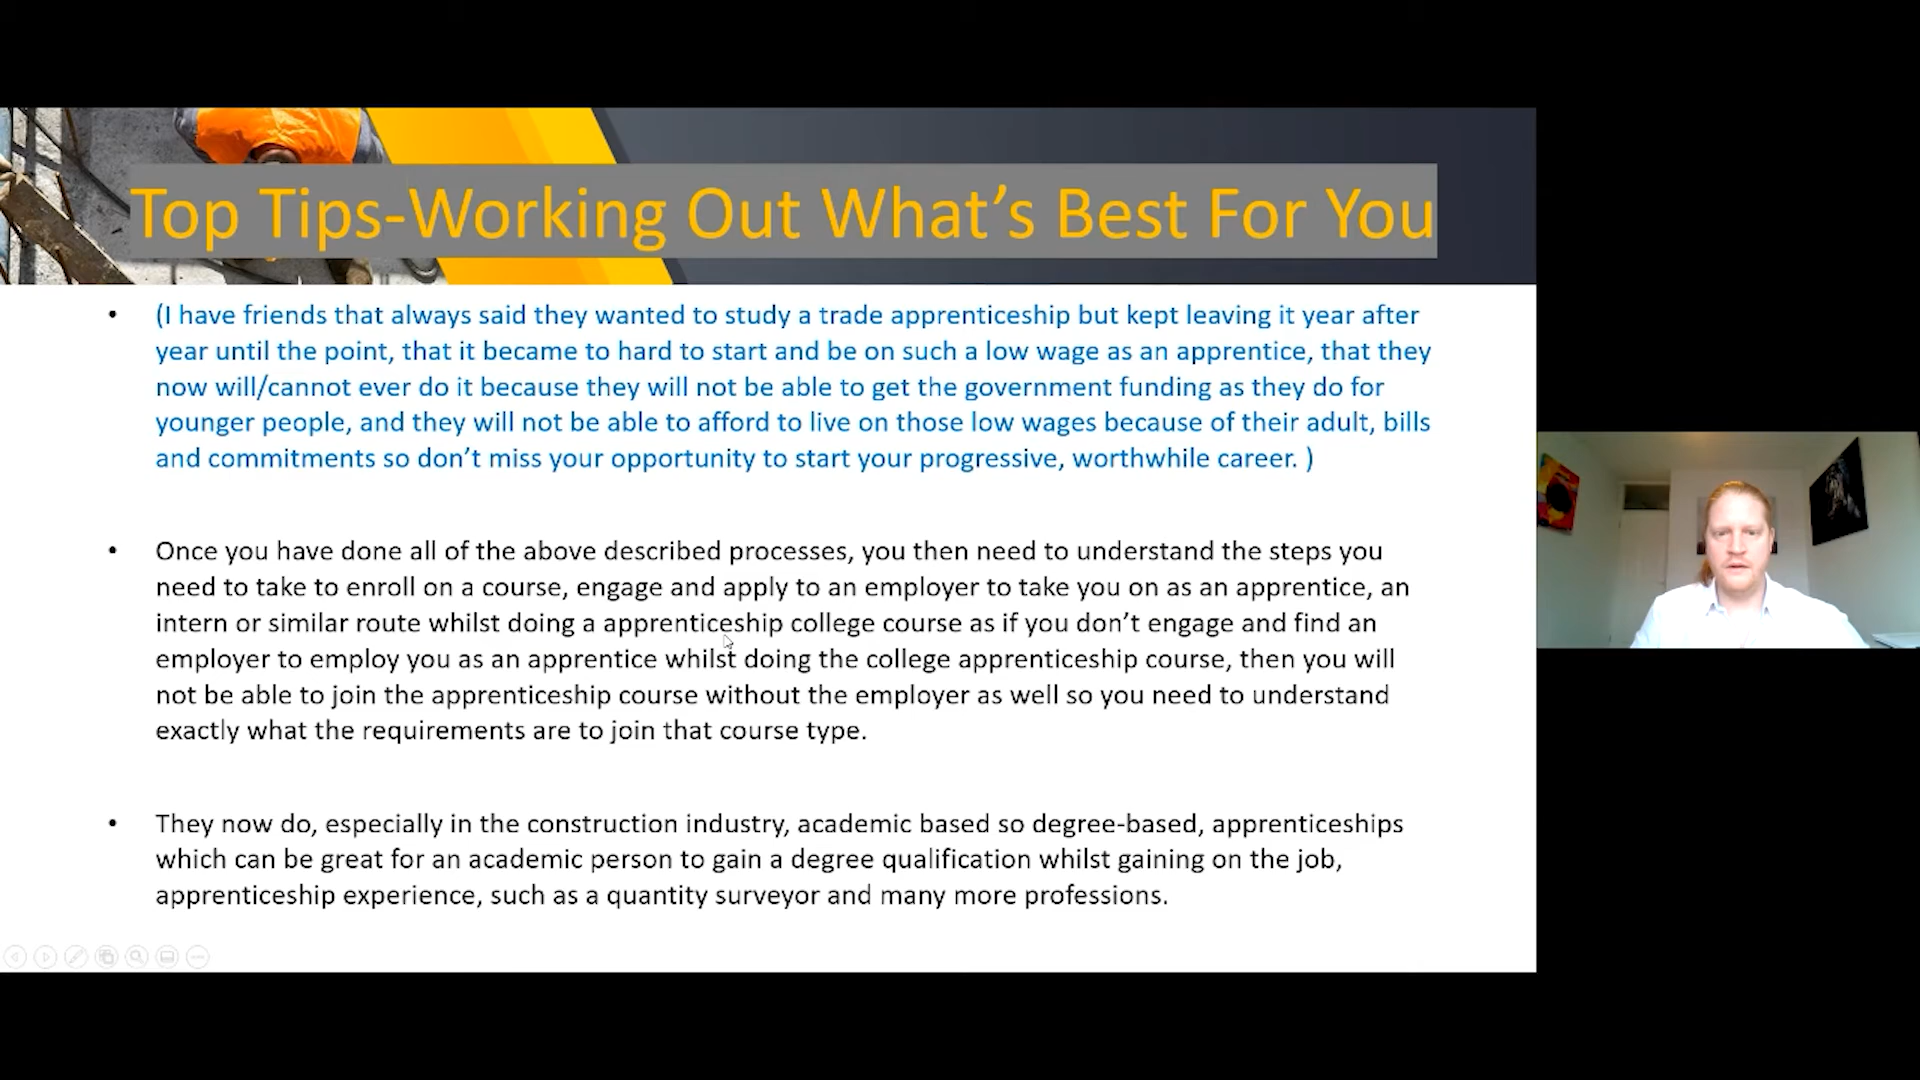 Top Tips-Working Out What’s Best For You
• (I have friends that always said they wanted to study a trade apprenticeship but kept leaving it year after
year until the point, that it became to hard to start and be on such a low wage as an apprentice, that they
now will/cannot ever do it because they will not be able to get the government funding as they do for
younger people, and they will not be able to afford to live on those low wages because of their adult, bills
and commitments so don’t miss your opportunity to start your progressive, worthwhile career. )
• Once you have done all of the above described processes, you then need to understand the steps you
need to take to enroll on a course, engage and apply to an employer to take you on as an apprentice, an
intern or similar route whilst doing a apprenticeship college course as if you don’t engage and find an
employer to employ you as an apprentice whilst doing the college apprenticeship course, then you will
not be able to join the apprenticeship course without the employer as well so you need to understand
exactly what the requirements are to join that course type.
• They now do, especially in the construction industry, academic based so degree-based, apprenticeships
which can be great for an academic person to gain a degree qualification whilst gaining on the job,
apprenticeship experience, such as a quantity surveyor and many more professions.